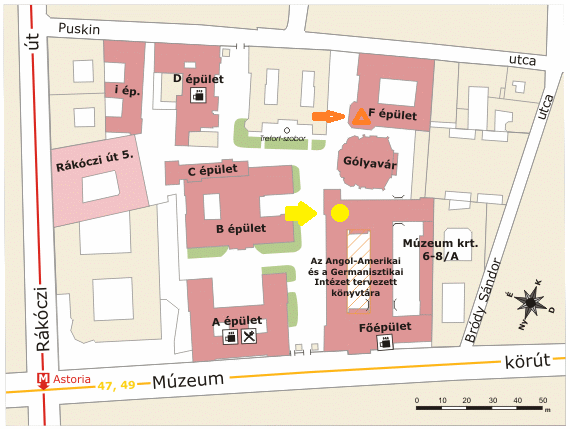 Puskin
út
utca
D épület
i ép.
F épület
utca
Trefort-szobor
Rákóczi út 5.
Gólyavár
C épület
B épület
Múzeum krt.
6-8/A
Az Angol-Amerikai
és a Germanisztikai
Intézet tervezett
könyvtára
É
K
Ny
D
Bródy Sándor
Rákóczi
A épület
Főépület
körút
M Astoria
47, 49
Múzeum
0 10 20 30 40 50
m